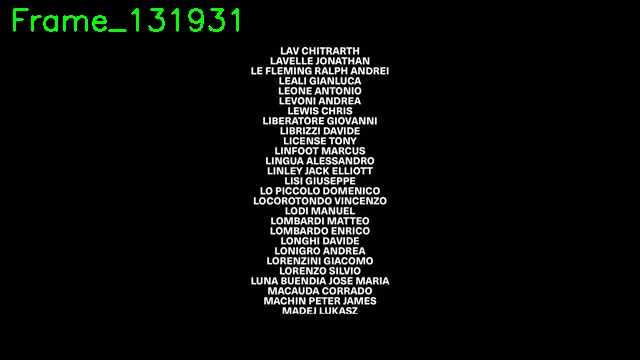 Frame_131931
LAV CHITRARTH
LAVELLE JONATHAN
LE FLEMING RALPH ANDREI
LEALI GIANLUCA
LEONE ANTONIO
LEVONI ANDREA
LEWIS CHRIS
LIBERATORE GIOVANNI
LIBRIZZI DAVIDE
LICENSE TONY
LINFOOT MARCUS
LINGUA ALESSANDRO
LINLEY JACK ELLIOTT
LISI GIUSEPPE
LO PICCOLO DOMENICO
LOCOROTONDO VINCENZO
LODI MANUEL
LOMBARDI MATTEO
LOMBARDO ENRICO
LONGHI DAVIDE
LONIGRO ANDREA
LORENZINI GIACOMO
LORENZO SILVIO
LUNA BUENDIA JOSE MARIA
MACAUDA CORRADO
MACHIN PETER JAMES
MADEJ LUKASZ